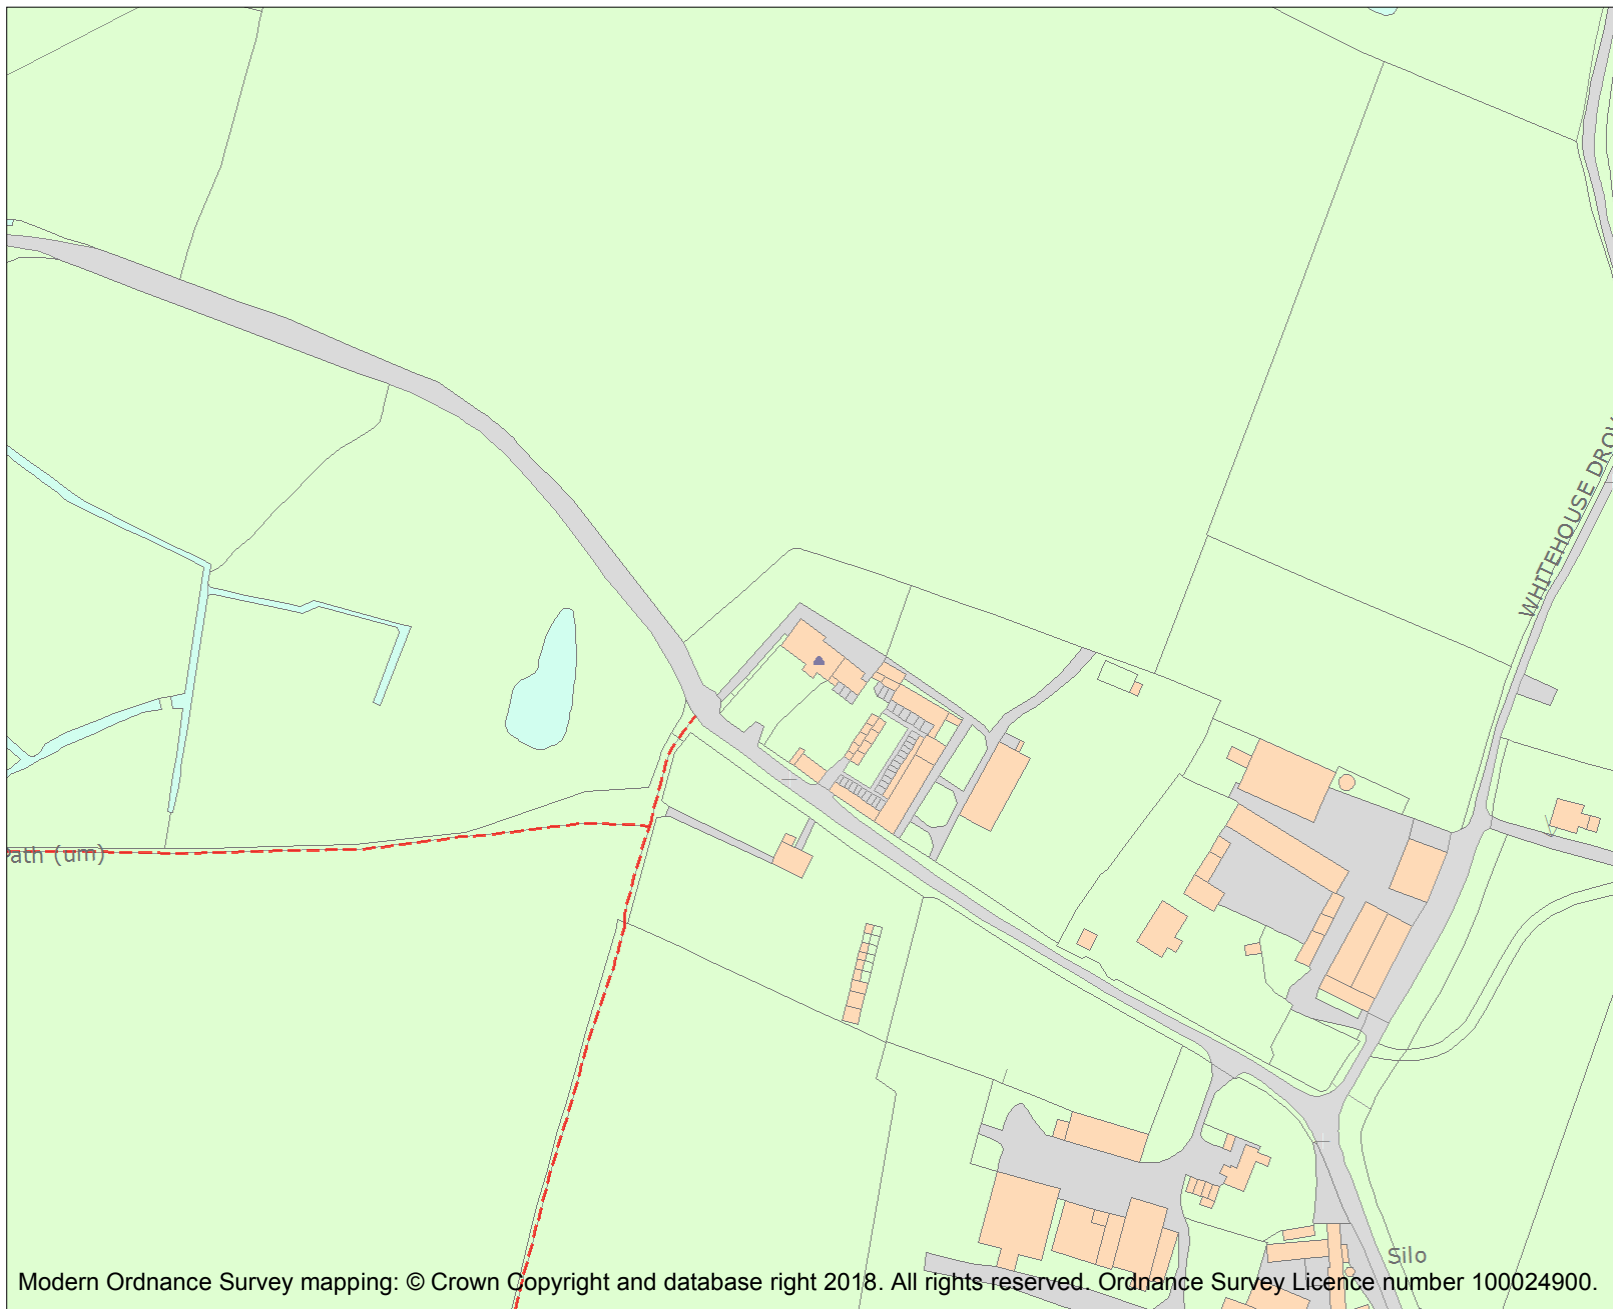 WHITEHOUSE DROV
Path (um)
Silo
Modern Ordnance Survey mapping: © Crown Copyright and database right 2018. All rights reserved. Ordnance Survey Licence number 100024900.